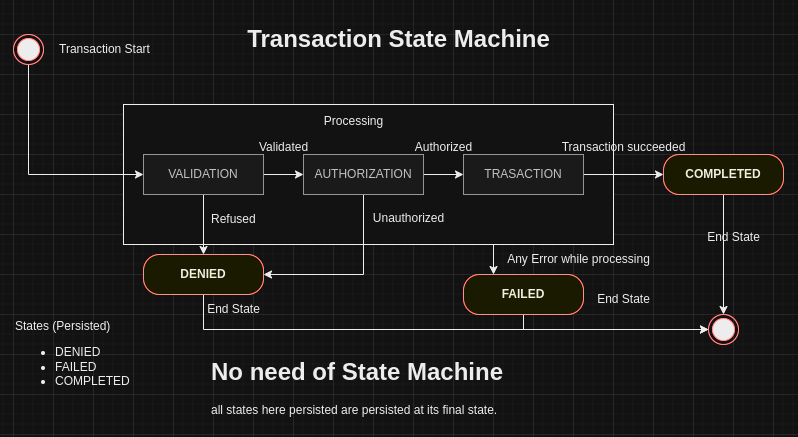 Transaction State Machine
Transaction Start
Processing
Validated
Authorized
Transaction succeeded
VALIDATION
AUTHORIZATION
TRASACTION
COMPLETED
Refused
Unauthorized
End State
Any Error while processing
DENIED
FAILED
End State
End State
States (Persisted)
DENIED
FAILED
COMPLETED
No need of State Machine
all states here persisted are persisted at its final state.